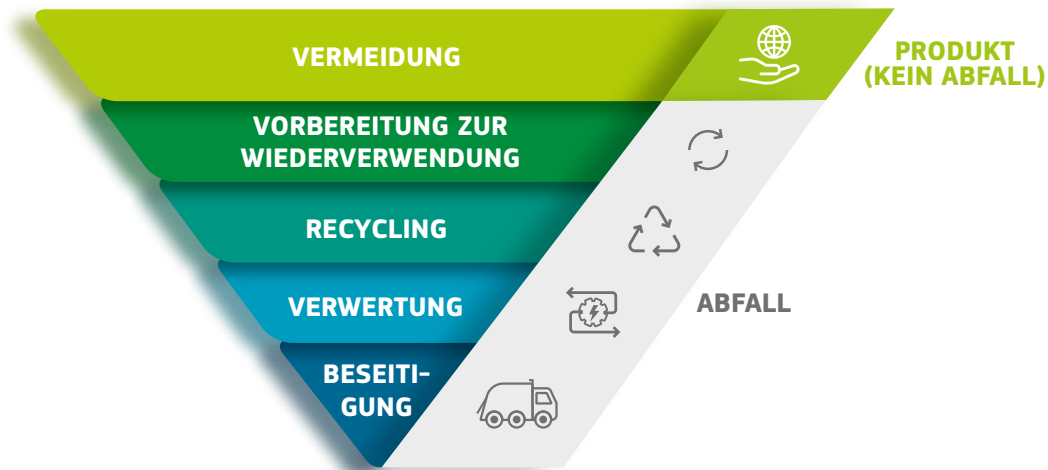 VERMEIDUNG
PRODUKT
(KEIN ABFALL)
VORBEREITUNG ZUR
WIEDERVERWENDUNG
RECYCLING
VERWERTUNG
ABFALL
BESEITI-
GUNG